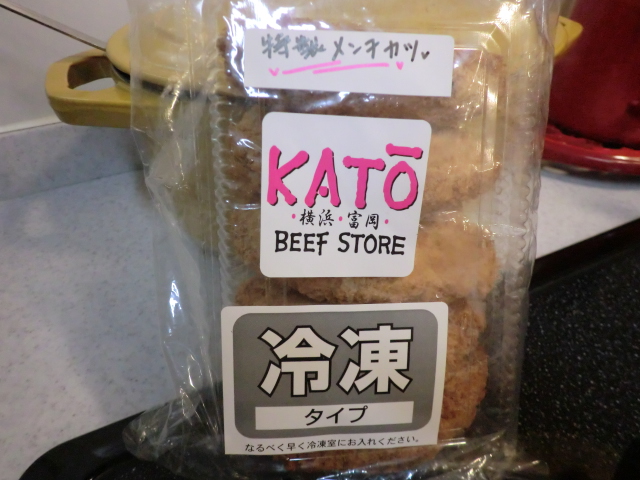 特製メンチカツ♥
KATŌ
・横浜・富岡・
BEEF STORE
冷凍
タイプ
なるべく早く冷凍室にお入れください。